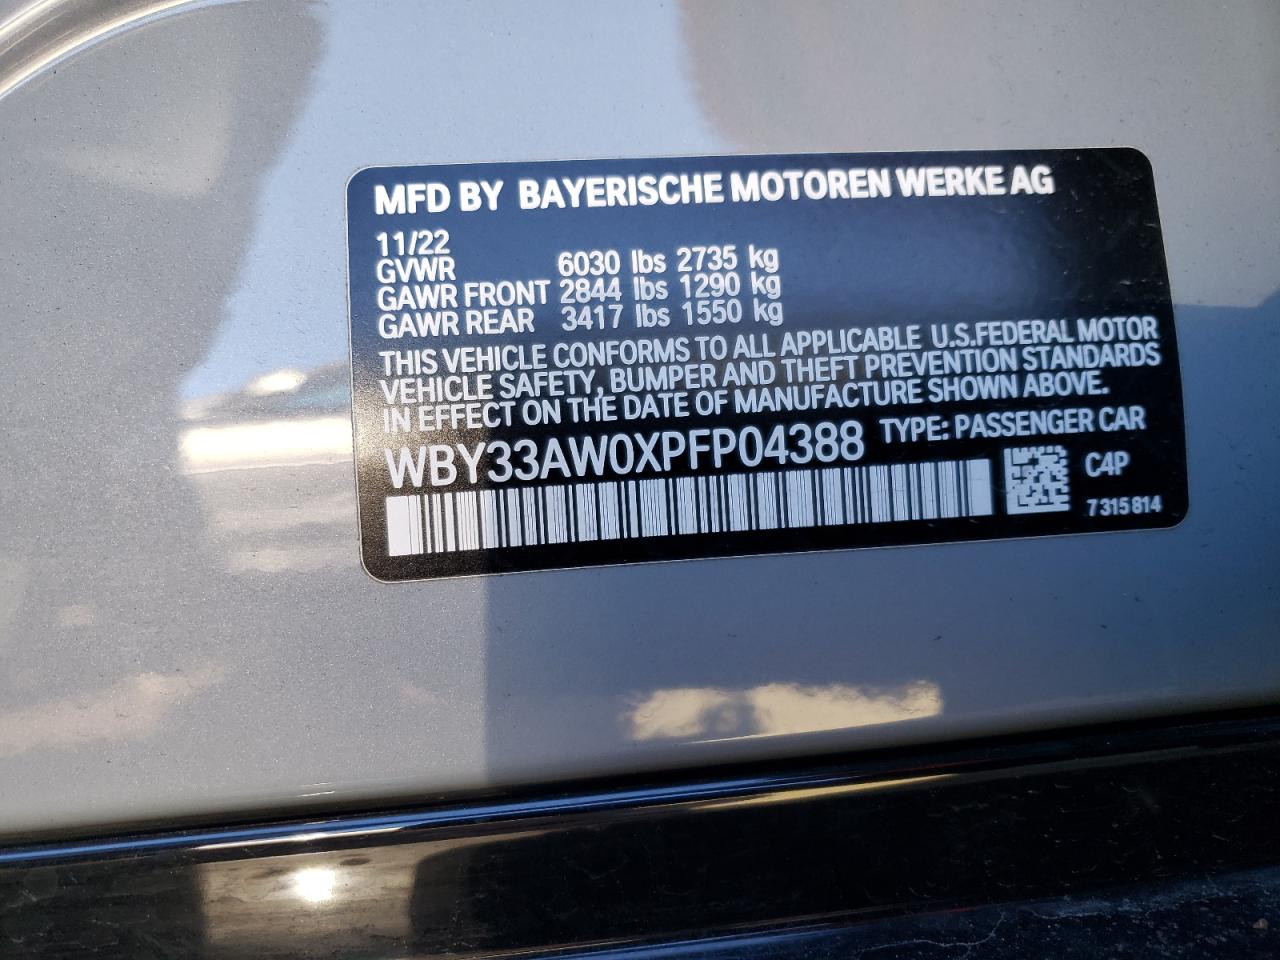 MFD BY BAYERISCHE MOTOREN WERKE AG
11/22
GVWR 6030 lbs 2735 kg
GAWR FRONT 2844 lbs 1290 kg
GAWR REAR 3417 lbs 1550 kg
THIS VEHICLE CONFORMS TO ALL APPLICABLE U.S.FEDERAL MOTOR
VEHICLE SAFETY, BUMPER AND THEFT PREVENTION STANDARDS
IN EFFECT ON THE DATE OF MANUFACTURE SHOWN ABOVE.
WBY33AW0XPFP04388 TYPE: PASSENGER CAR
C4P
7 315 814